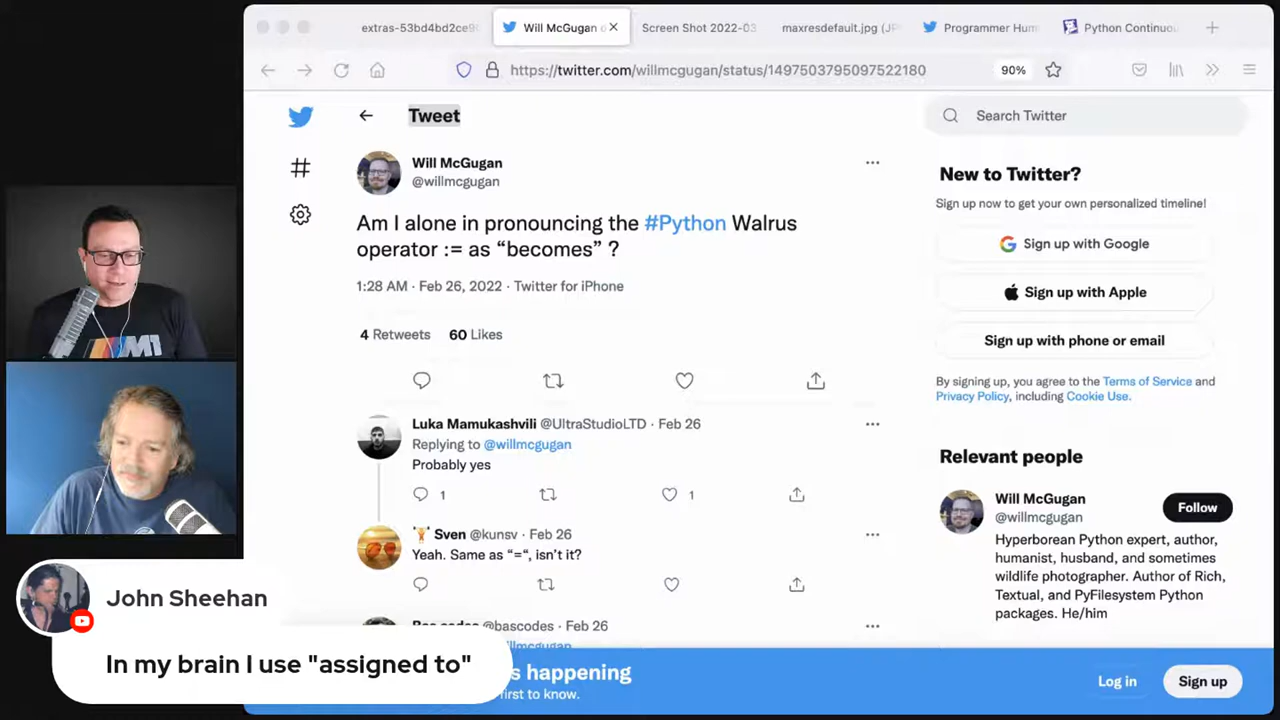 extras-53bd4bd2ce9
Will McGugan o
Screen Shot 2022-03
maxresdefault.jpg (JP
Programmer Hum
Python Continuou
https://twitter.com/willmcgugan/status/1497503795097522180
90%
Tweet
Search Twitter
Will McGugan
@willmcgugan
Am I alone in pronouncing the #Python Walrus
operator := as “becomes” ?
1:28 AM · Feb 26, 2022 · Twitter for iPhone
4 Retweets 60 Likes
Luka Mamukashvili @UltraStudioLTD · Feb 26
Replying to @willmcgugan
Probably yes
1
1
Sven @kunsv · Feb 26
Yeah. Same as “=“, isn’t it?
@bascodes · Feb 26
New to Twitter?
Sign up now to get your own personalized timeline!
Sign up with Google
Sign up with Apple
Sign up with phone or email
By signing up, you agree to the Terms of Service and
Privacy Policy, including Cookie Use.
Relevant people
Will McGugan
@willmcgugan
Follow
Hyperborean Python expert, author,
humanist, husband, and sometimes
wildlife photographer. Author of Rich,
Textual, and PyFilesystem Python
packages. He/him
happening
first to know.
Log in
Sign up
M1
John Sheehan
In my brain I use "assigned to"